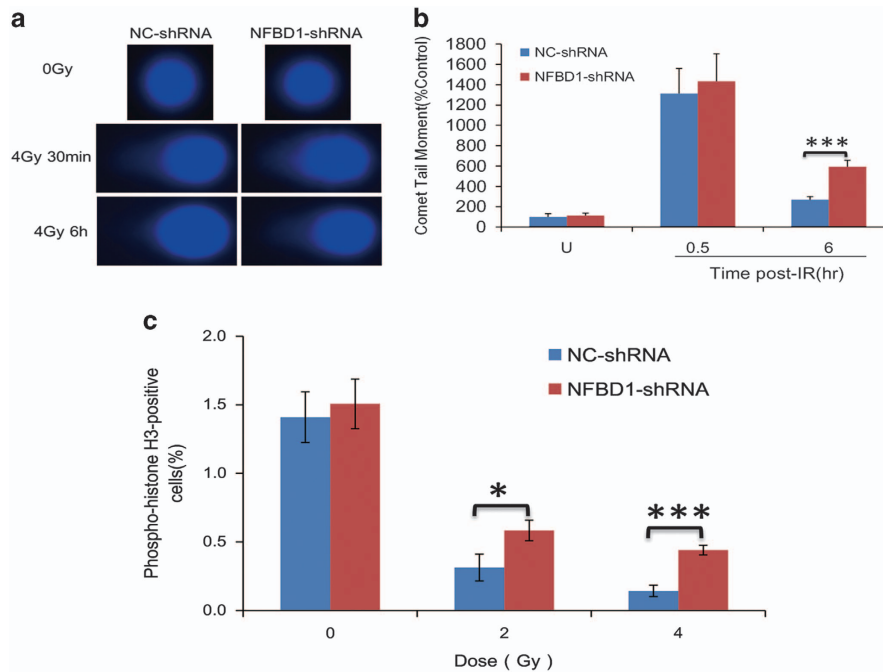 a
NC-shRNA NFBD1-shRNA
0Gy
4Gy 30min
4Gy 6h
b
Comet Tail Moment(%Control)
1800
1600
1400
1200
1000
800
600
400
200
0
NC-shRNA
NFBD1-shRNA
***
U 0.5 6
Time post-IR(hr)
c
Phospho-histone H3-positive
cells(%)
2.0
1.5
1.0
0.5
0.0
NC-shRNA
NFBD1-shRNA
*
***
0 2 4
Dose ( Gy )